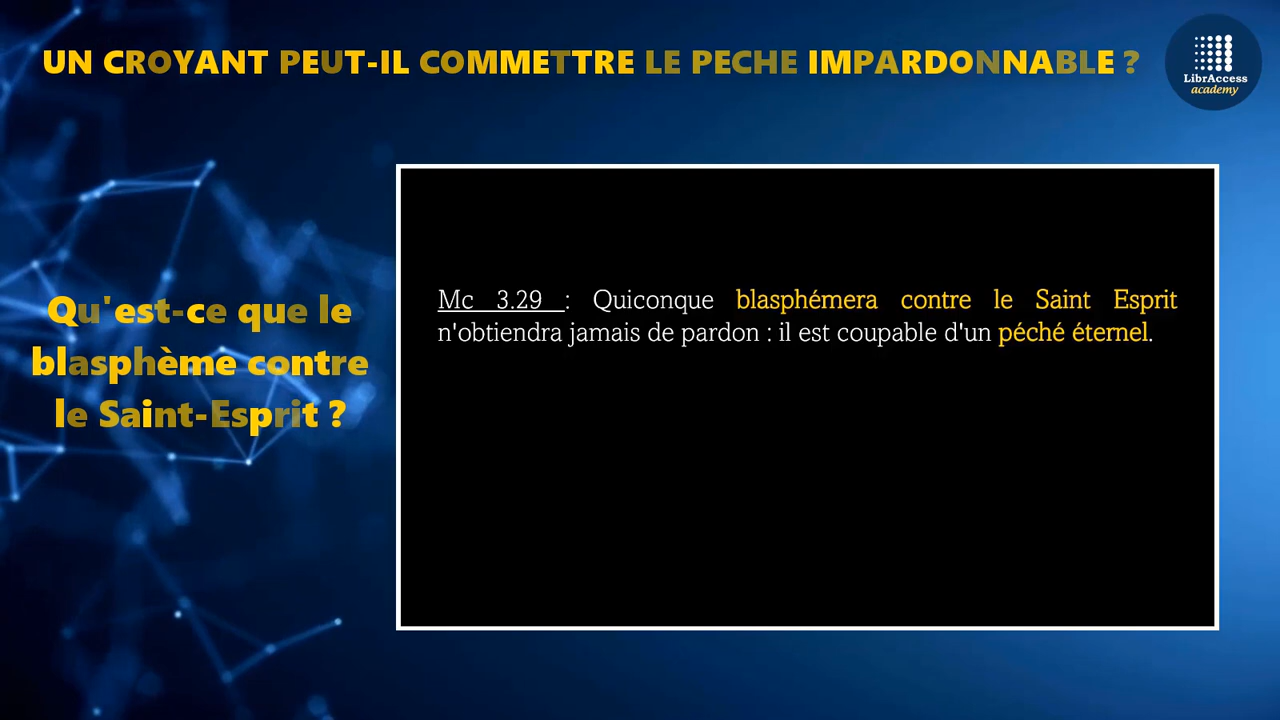 UN CROYANT PEUT-IL COMMETTRE LE PECHE IMPARDONNABLE ?
LibrAccess
academy
Qu'est-ce que le
blasphème contre
le Saint-Esprit ?
Mc 3.29 : Quiconque blasphémera contre le Saint Esprit
n'obtiendra jamais de pardon : il est coupable d'un péché éternel.